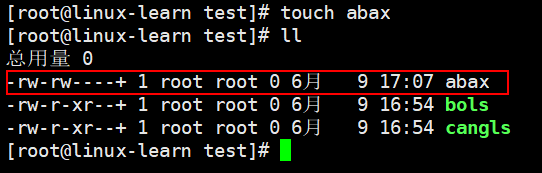 [root@linux-learn test]# touch abax
[root@linux-learn test]# ll
总用量 0
-rw-rw----+ 1 root root 0 6月   9 17:07 abax
-rw-r-xr--+ 1 root root 0 6月   9 16:54 bols
-rw-r-xr--+ 1 root root 0 6月   9 16:54 cangls
[root@linux-learn test]#